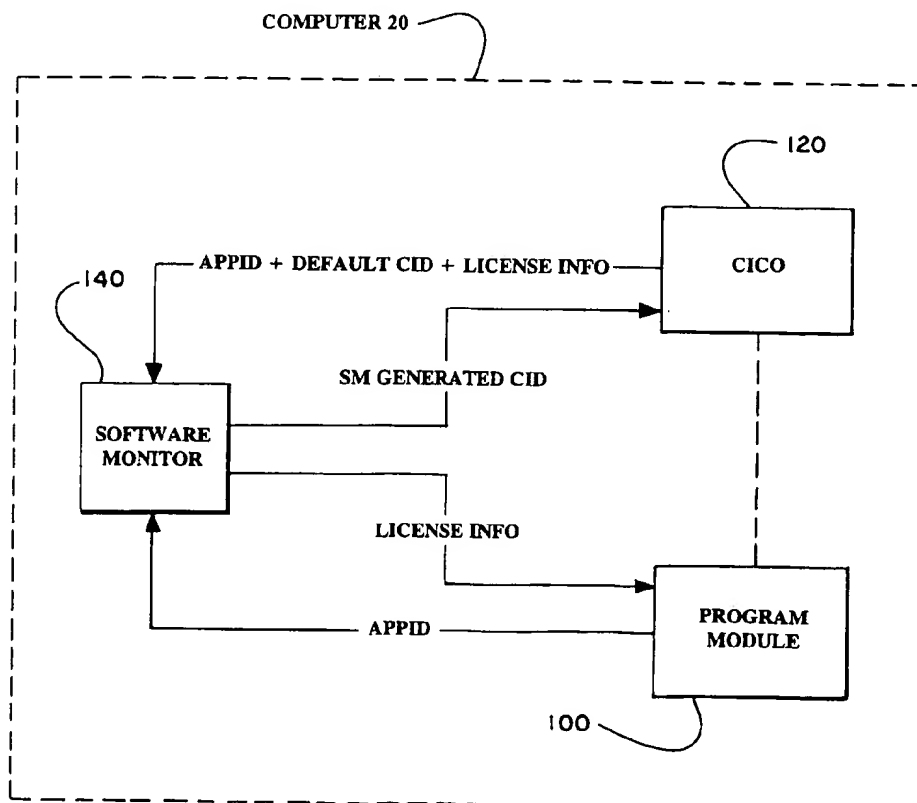 COMPUTER 20
120
CICO
APPID + DEFAULT CID + LICENSE INFO
140
SM GENERATED CID
SOFTWARE
MONITOR
LICENSE INFO
APPID
PROGRAM
MODULE
100